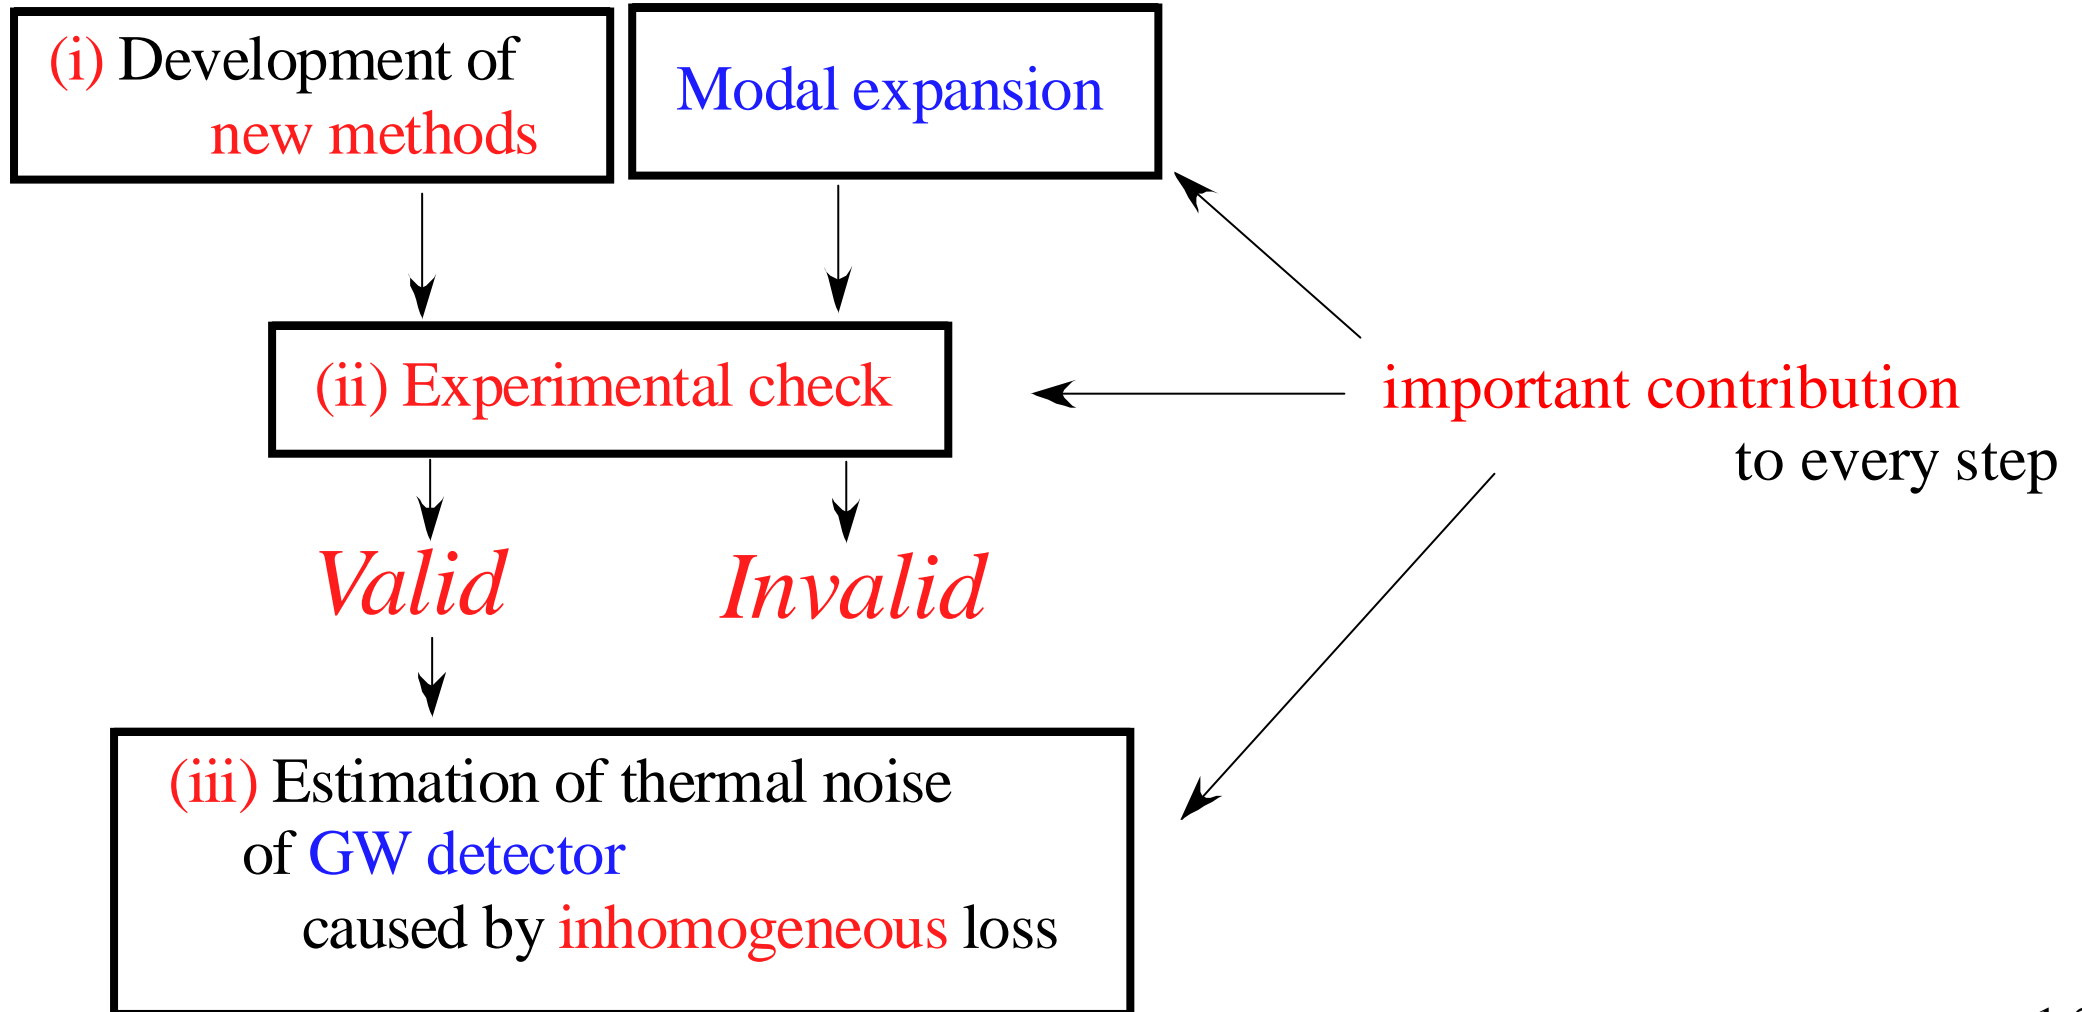 (i) Development of
new methods
Modal expansion
(ii) Experimental check
important contribution
to every step
Valid
Invalid
(iii) Estimation of thermal noise
of GW detector
caused by inhomogeneous loss